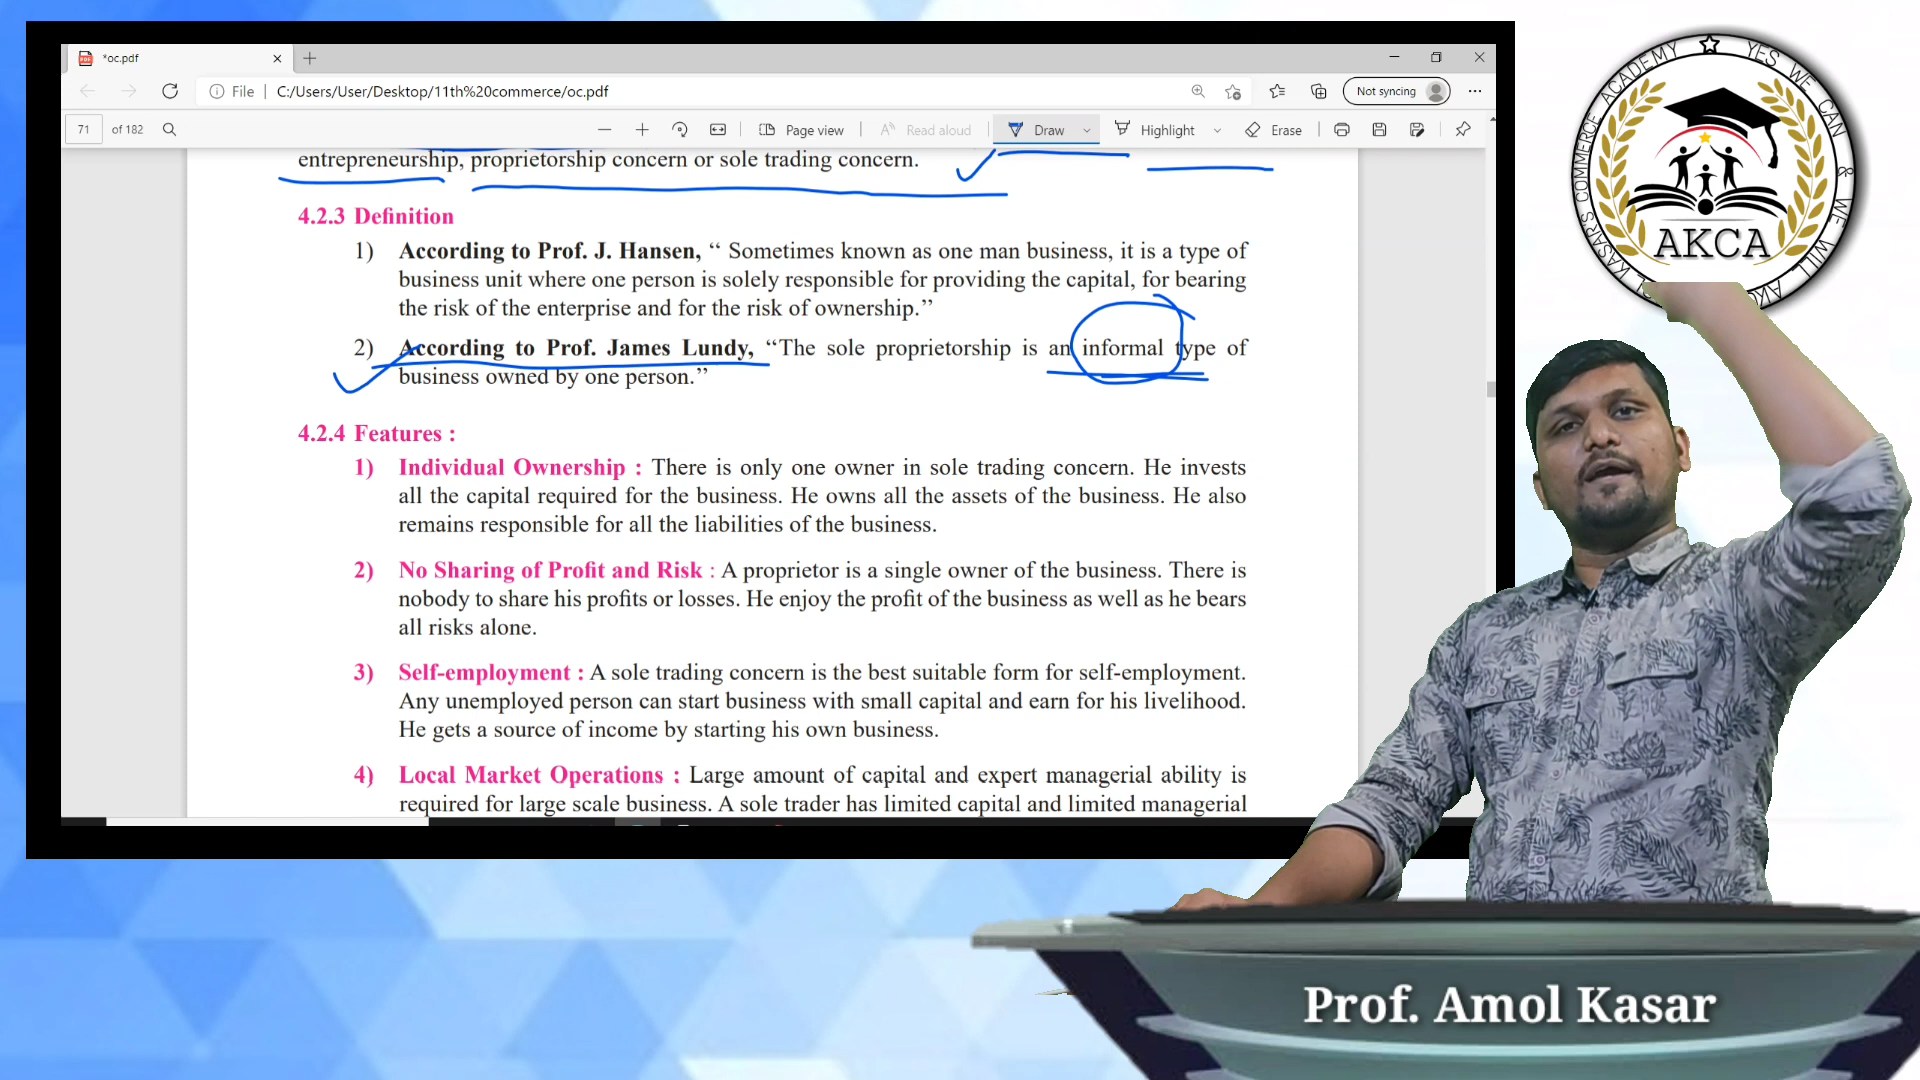 *oc.pdf
File | C:/Users/User/Desktop/11th%20commerce/oc.pdf
Not syncing
71 of 182
Page view
Read aloud
Draw
Highlight
Erase
entrepreneurship, proprietorship concern or sole trading concern.
4.2.3 Definition
1) According to Prof. J. Hansen, “ Sometimes known as one man business, it is a type of
business unit where one person is solely responsible for providing the capital, for bearing
the risk of the enterprise and for the risk of ownership.”
2) According to Prof. James Lundy, “The sole proprietorship is an informal type of
business owned by one person.”
4.2.4 Features :
1) Individual Ownership : There is only one owner in sole trading concern. He invests
all the capital required for the business. He owns all the assets of the business. He also
remains responsible for all the liabilities of the business.
2) No Sharing of Profit and Risk : A proprietor is a single owner of the business. There is
nobody to share his profits or losses. He enjoy the profit of the business as well as he bears
all risks alone.
3) Self-employment : A sole trading concern is the best suitable form for self-employment.
Any unemployed person can start business with small capital and earn for his livelihood.
He gets a source of income by starting his own business.
4) Local Market Operations : Large amount of capital and expert managerial ability is
required for large scale business. A sole trader has limited capital and limited managerial
KASAR'S COMMERCE ACADEMY YES WE CAN & WE WILL
AKCA
Prof. Amol Kasar